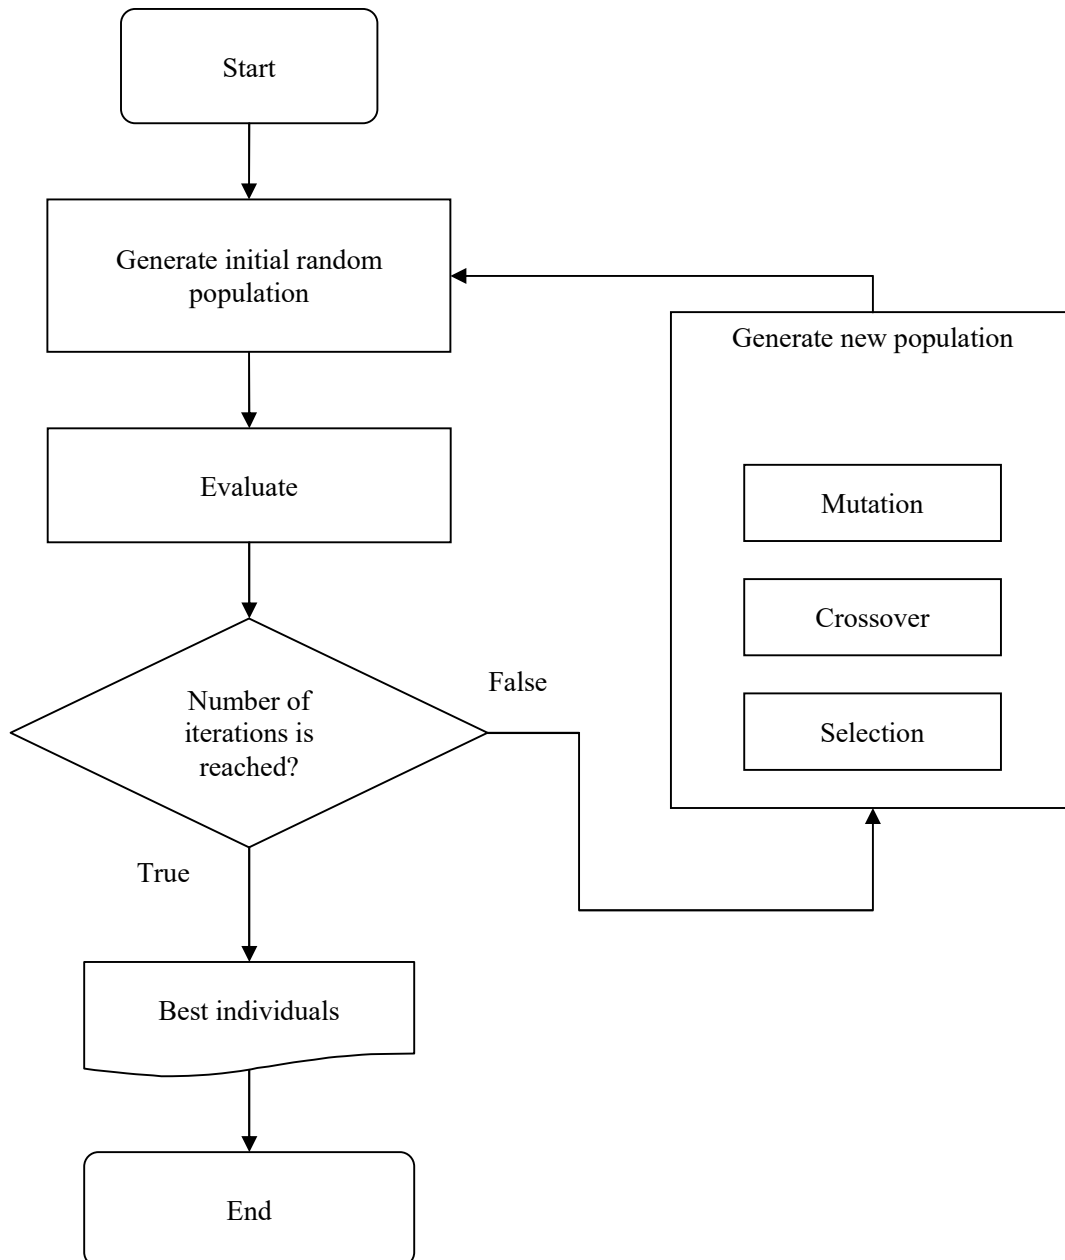 Start
Generate initial random
population
Generate new population
Evaluate
Mutation
Crossover
Selection
Number of
iterations is
reached?
False
True
Best individuals
End